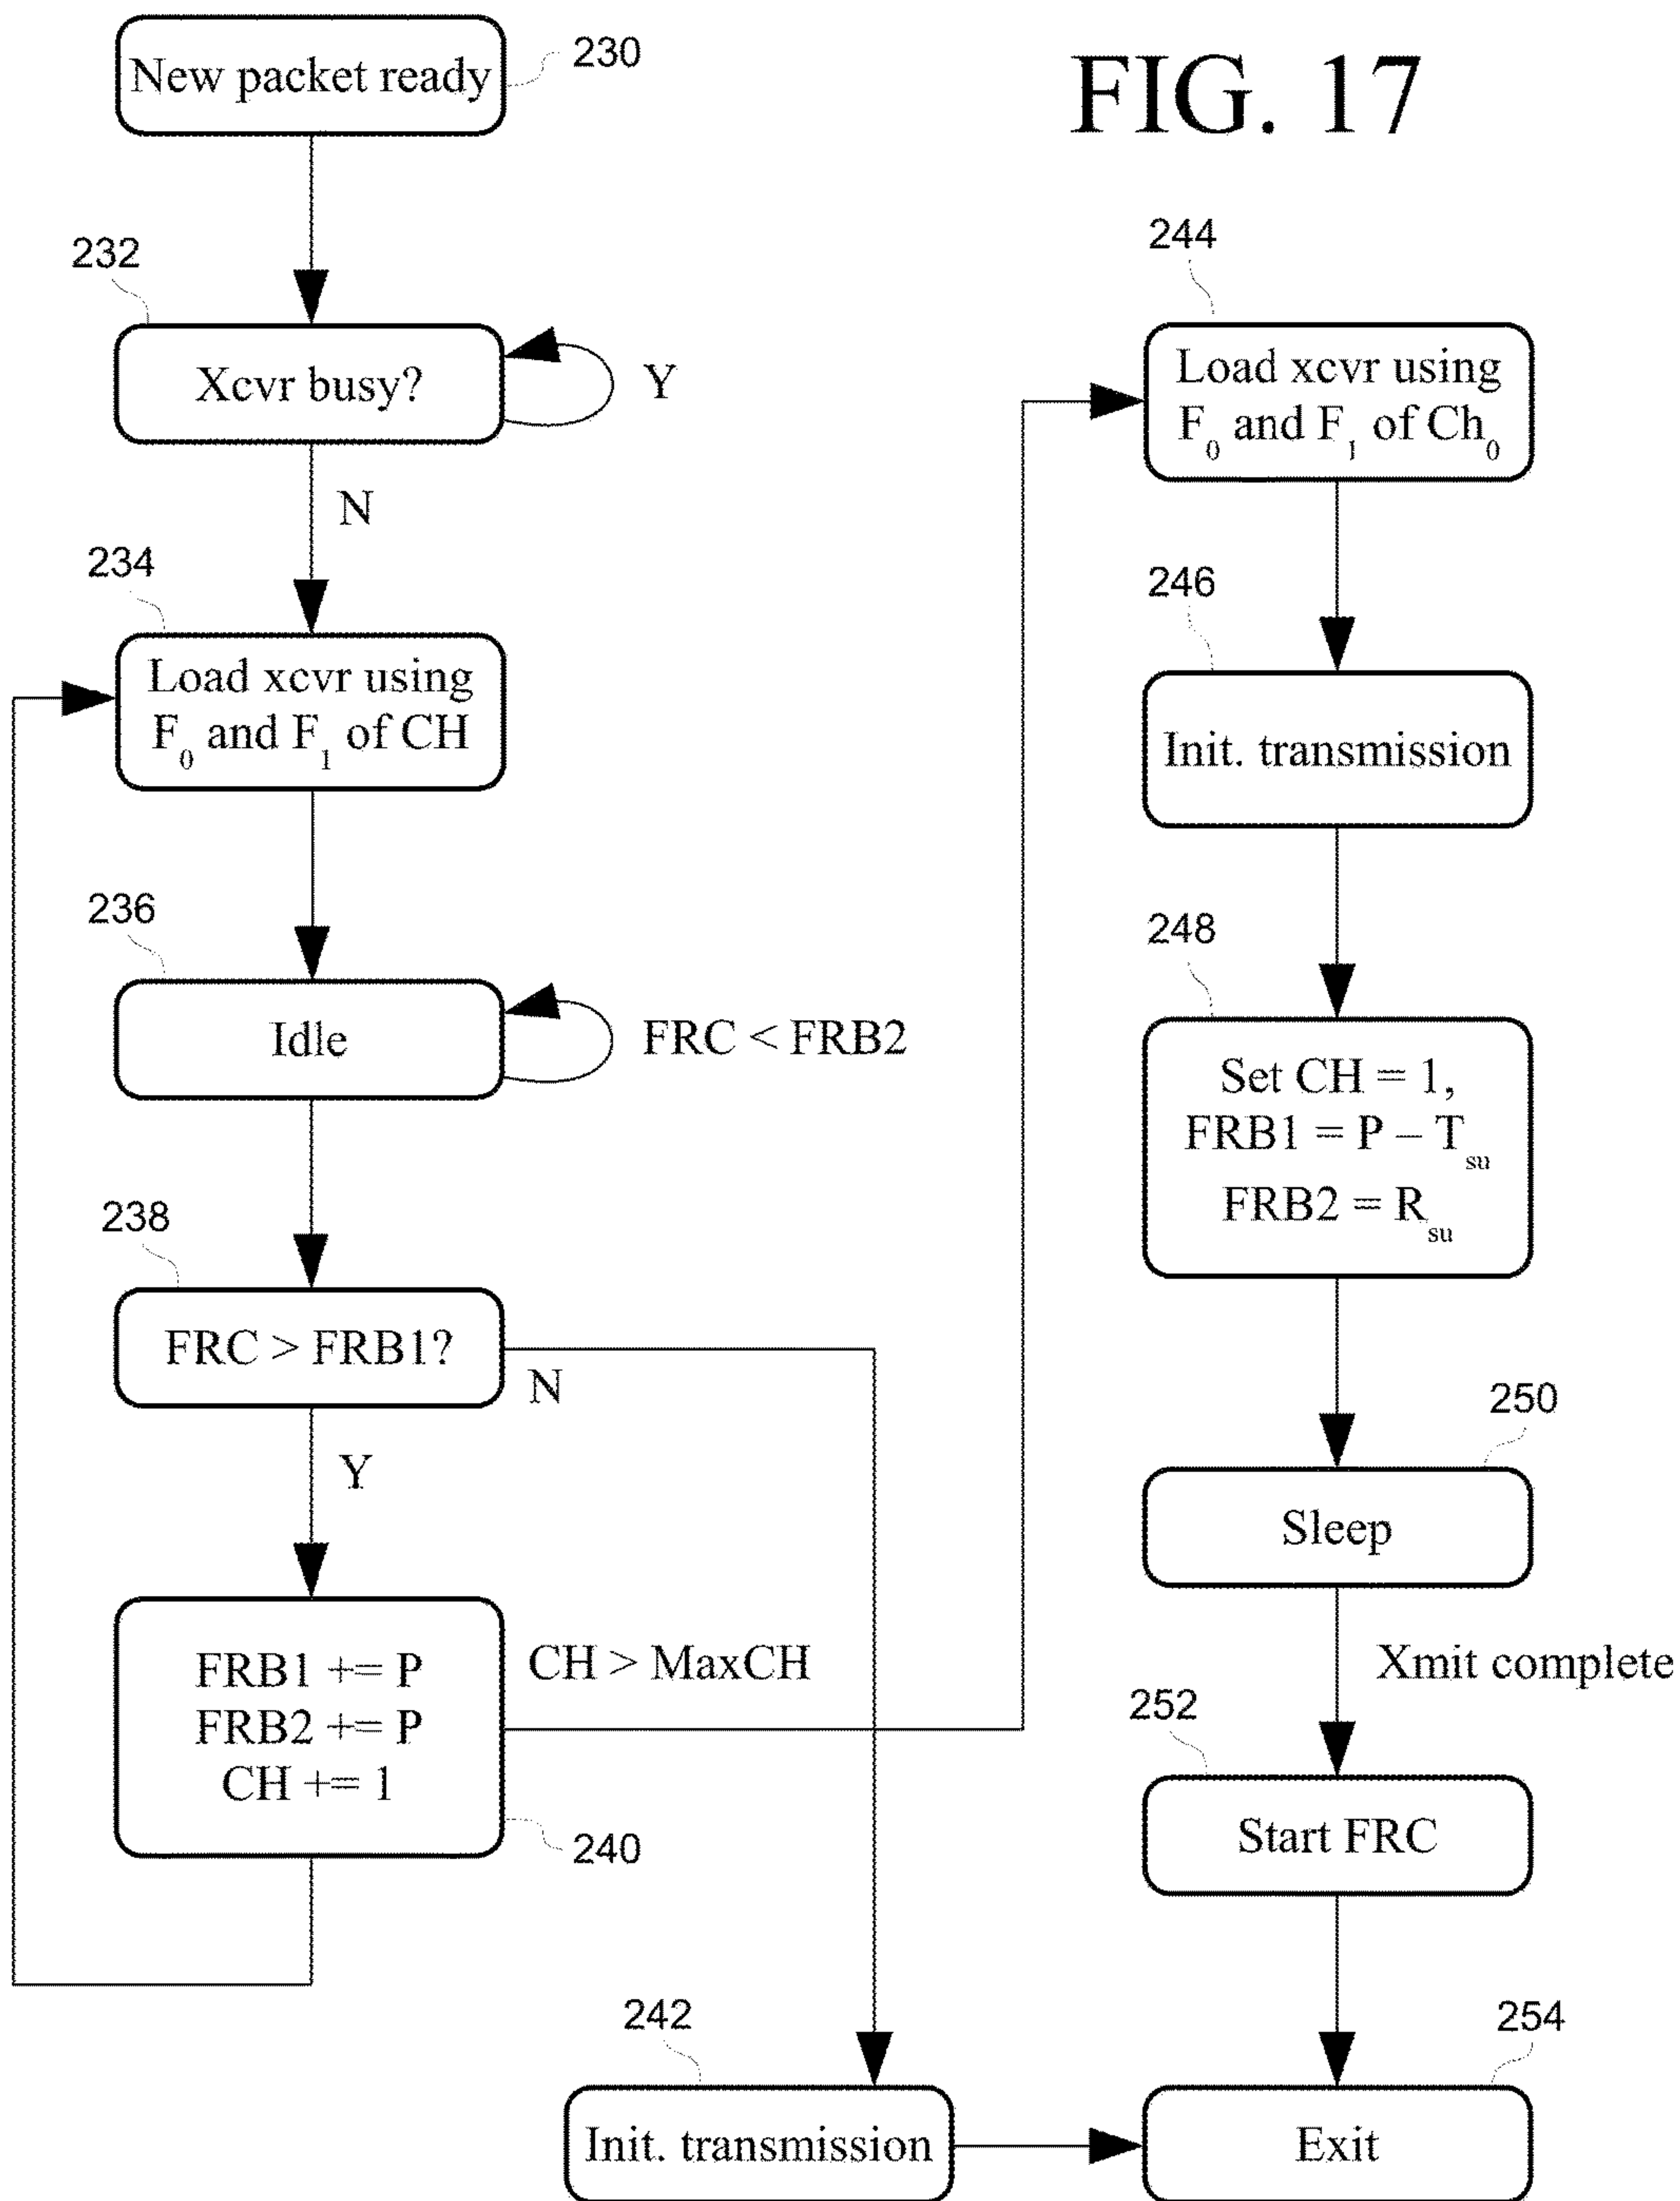 FIG. 17
New packet ready
230
232
Xcvr busy?
Y
N
234
Load xcvr using
F₀ and F₁ of CH
236
Idle
FRC < FRB2
238
FRC > FRB1?
N
Y
FRB1 += P
FRB2 += P
CH += 1
CH > MaxCH
240
242
Init. transmission
244
Load xcvr using
F₀ and F₁ of Ch₀
246
Init. transmission
248
Set CH = 1,
FRB1 = P – Tsu
FRB2 = Rsu
250
Sleep
Xmit complete
252
Start FRC
254
Exit